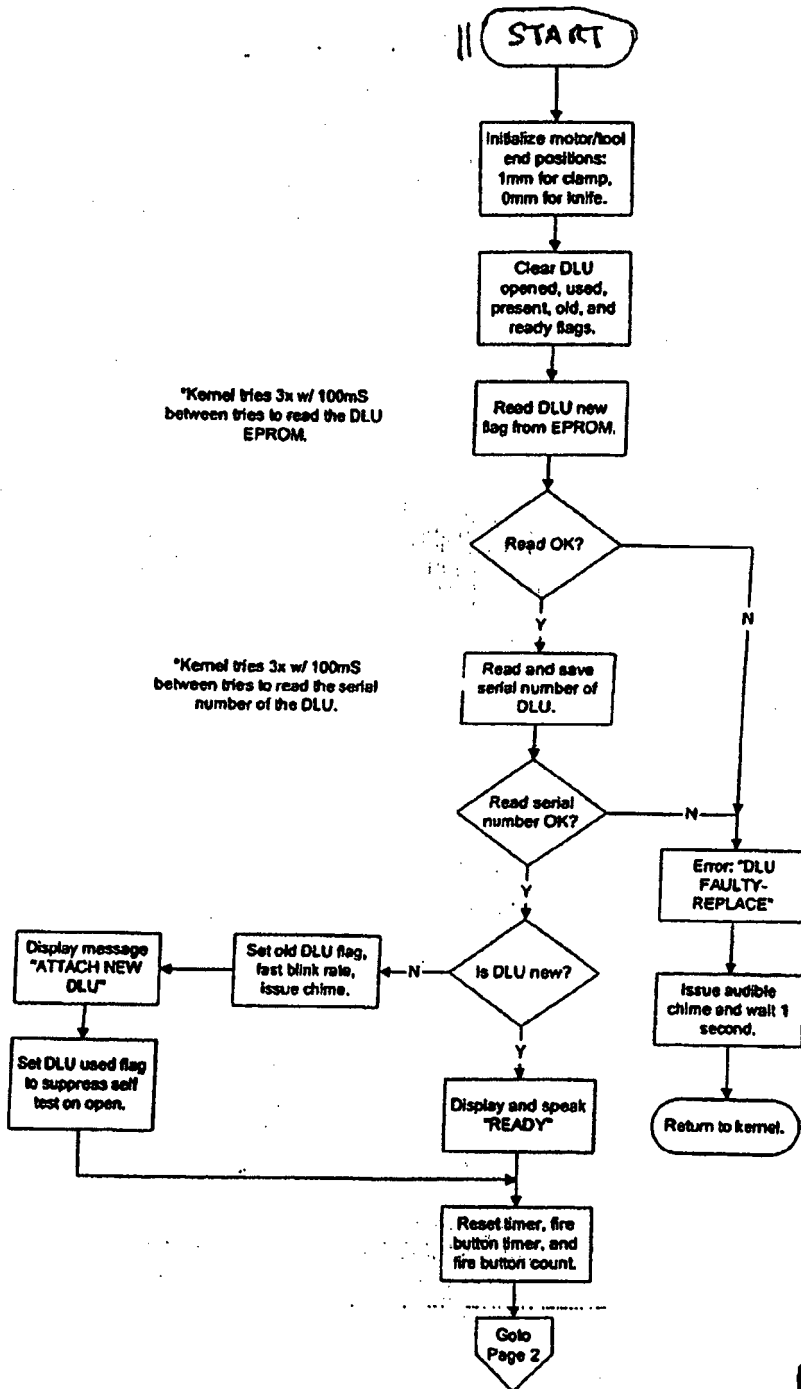 START
Initialize motor/tool
end positions:
1mm for clamp,
0mm for knife.
Clear DLU
opened, used,
present, old, and
ready flags.
*Kernel tries 3x w/ 100mS
between tries to read the DLU
EPROM.
Read DLU new
flag from EPROM.
Read OK?
N
Y
*Kernel tries 3x w/ 100mS
between tries to read the serial
number of the DLU.
Read and save
serial number of
DLU.
Read serial
number OK?
N
Y
Error: "DLU
FAULTY-
REPLACE"
Is DLU new?
N
Set old DLU flag,
fast blink rate,
issue chime.
Display message
"ATTACH NEW
DLU"
Issue audible
chime and wait 1
second.
Y
Set DLU used flag
to suppress self
test on open.
Display and speak
"READY"
Return to kernel.
Reset timer, fire
button timer, and
fire button count.
Goto
Page 2